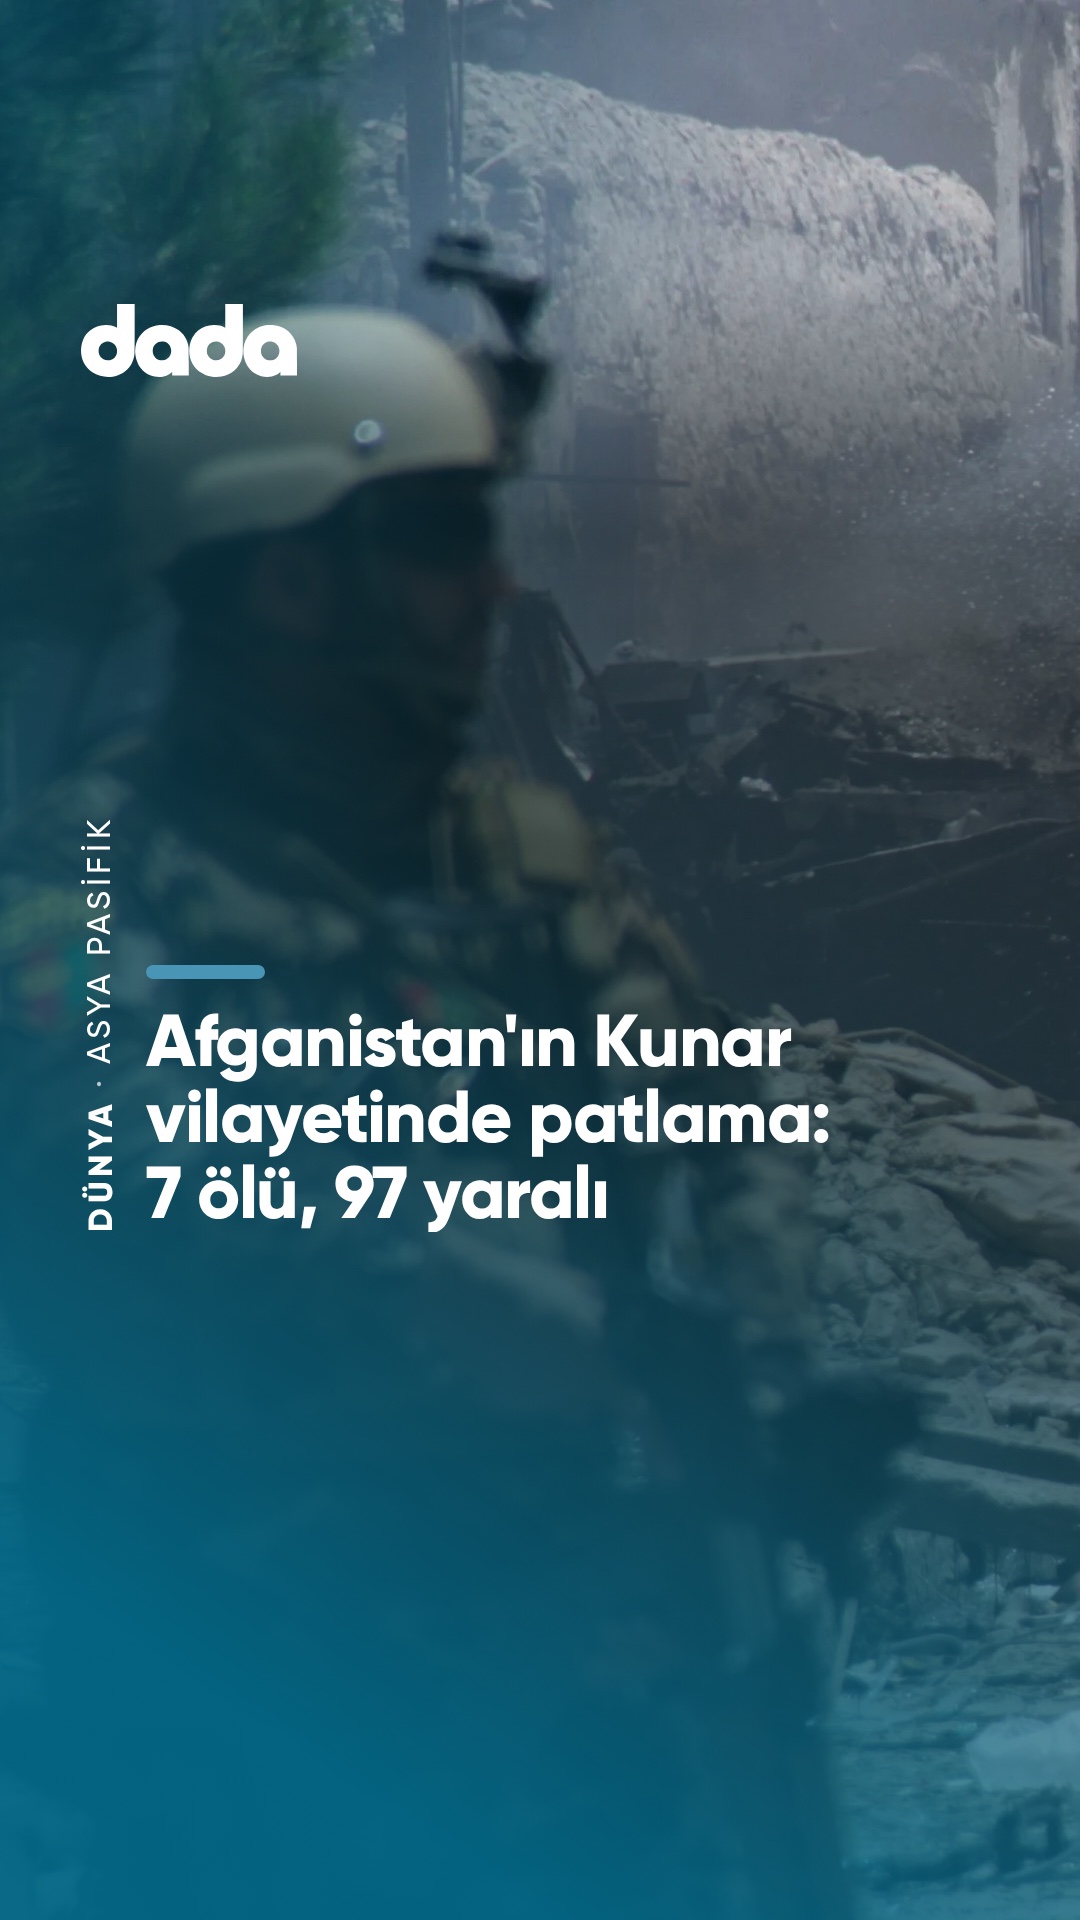 dada
DÜNYA · ASYA PASİFİK
Afganistan'ın Kunar
vilayetinde patlama:
7 ölü, 97 yaralı